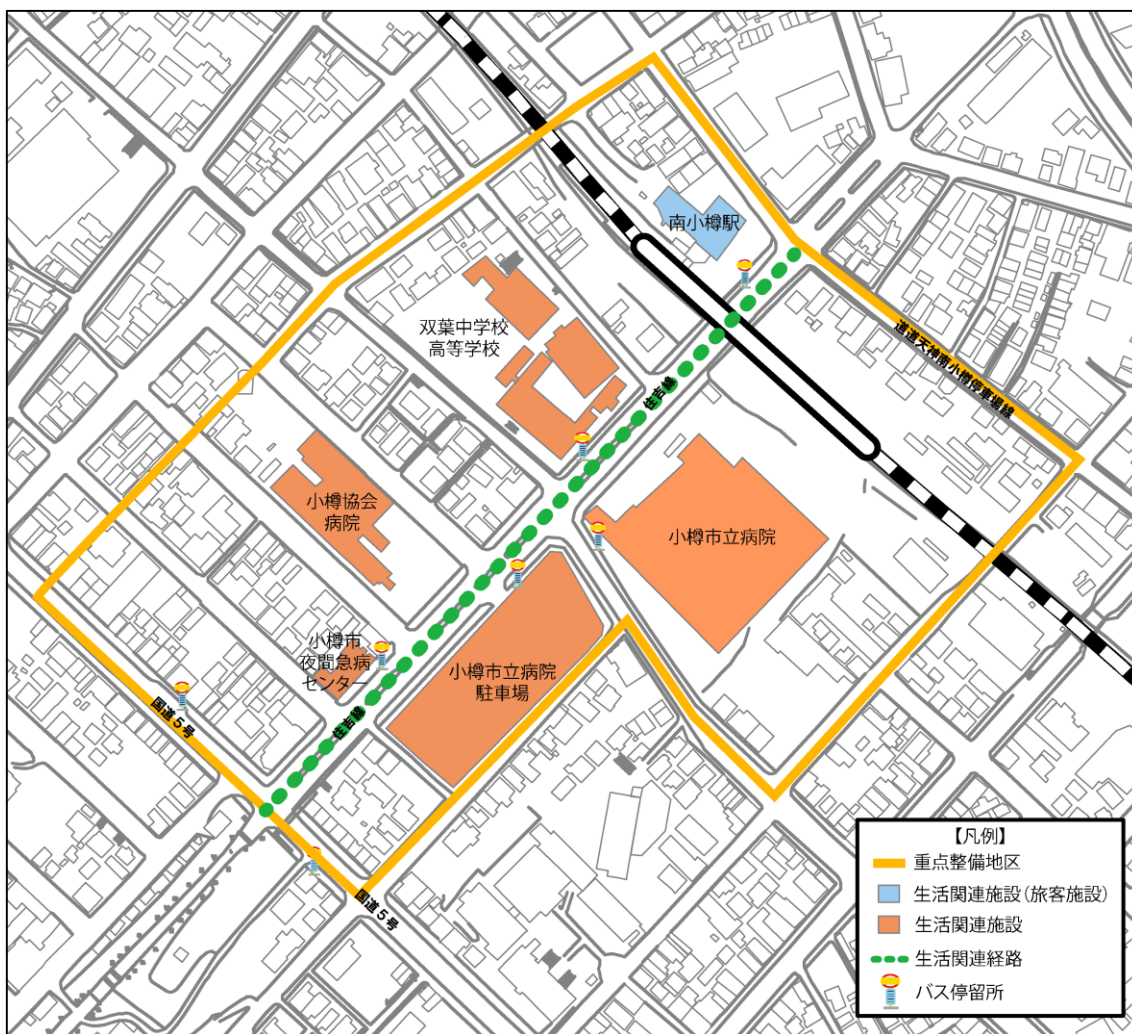 南小樽駅
双葉中学校
高等学校
道道天神南小樽停車場線
住吉線
小樽協会
病院
小樽市立病院
小樽市
夜間急病
センター
小樽市立病院
駐車場
国道5号
住吉線
国道5号
【凡例】
重点整備地区
生活関連施設(旅客施設)
生活関連施設
生活関連経路
バス停留所